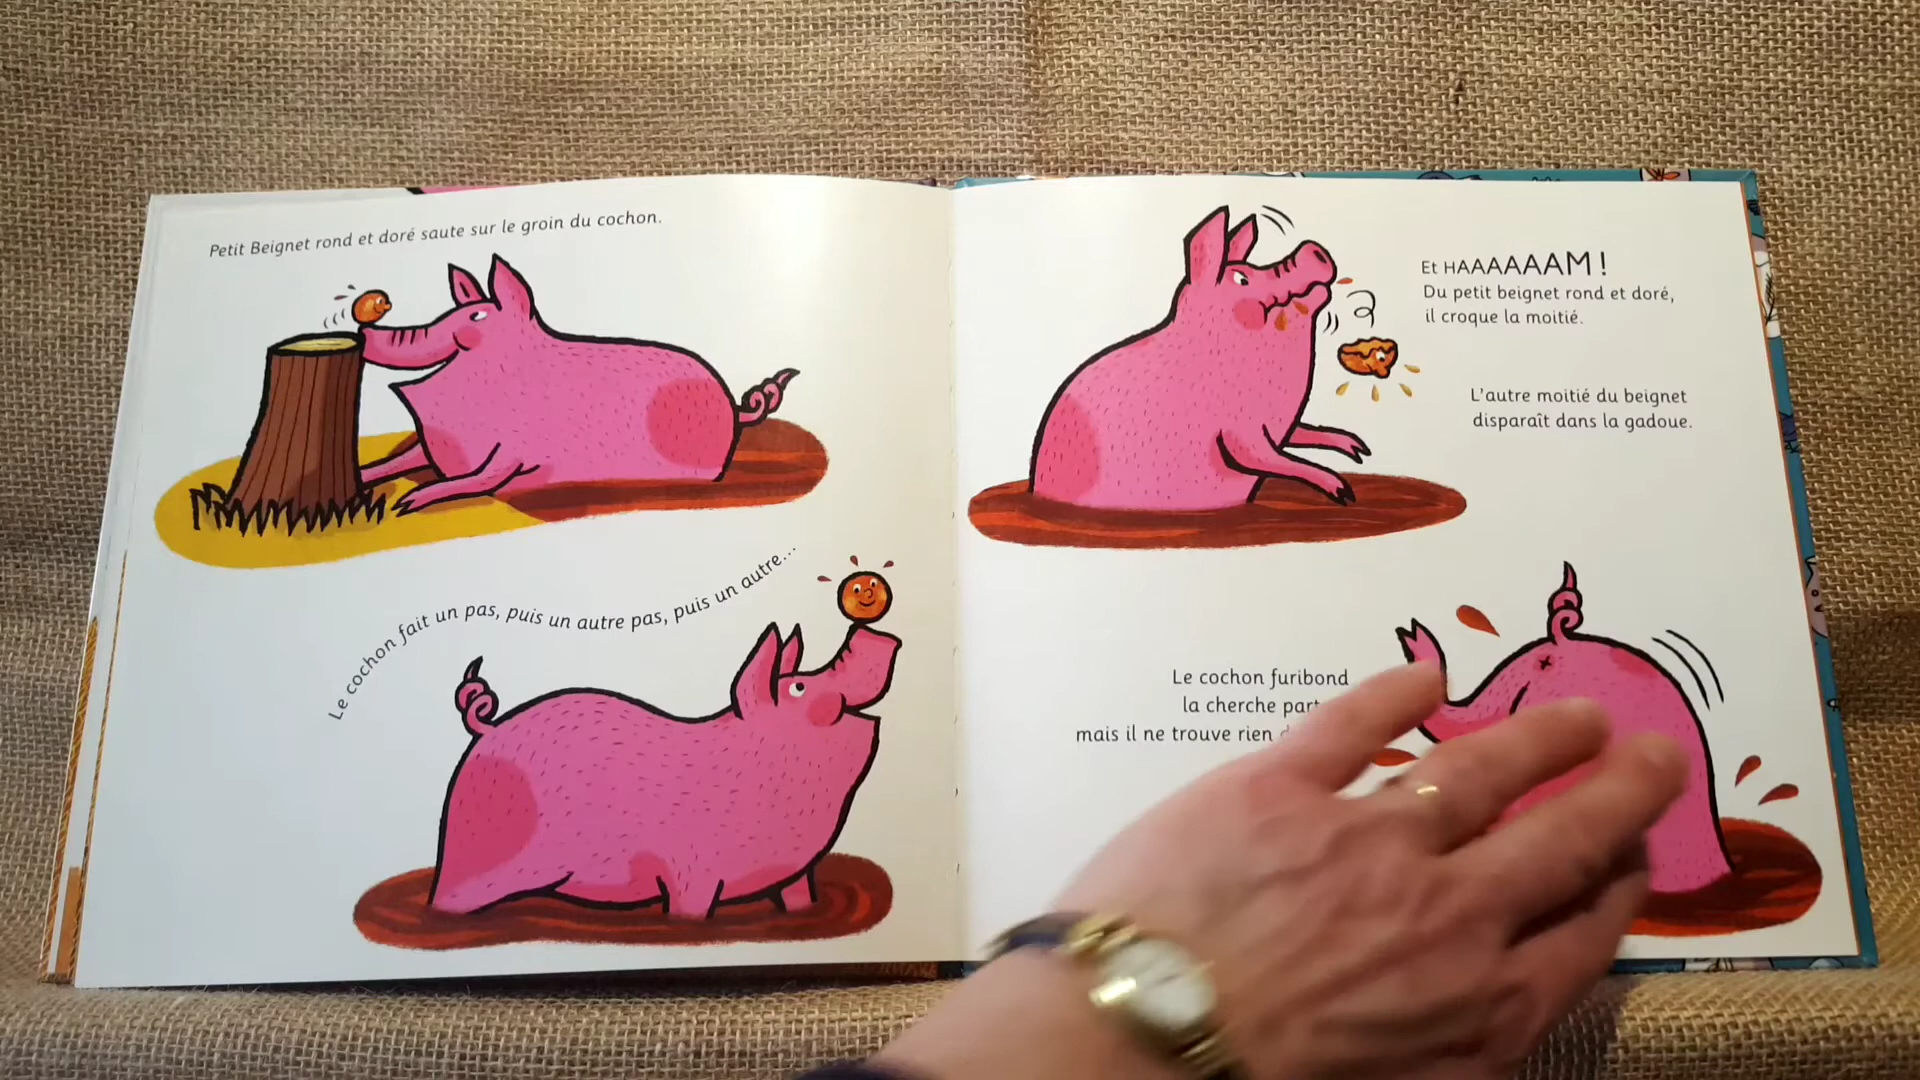 Petit Beignet rond et doré saute sur le groin du cochon.
Le cochon fait un pas, puis un autre pas, puis un autre...
Et HAAAAAAM !
Du petit beignet rond et doré,
il croque la moitié.
L'autre moitié du beignet
disparaît dans la gadoue.
Le cochon furibond
la cherche
mais il ne trouve rien